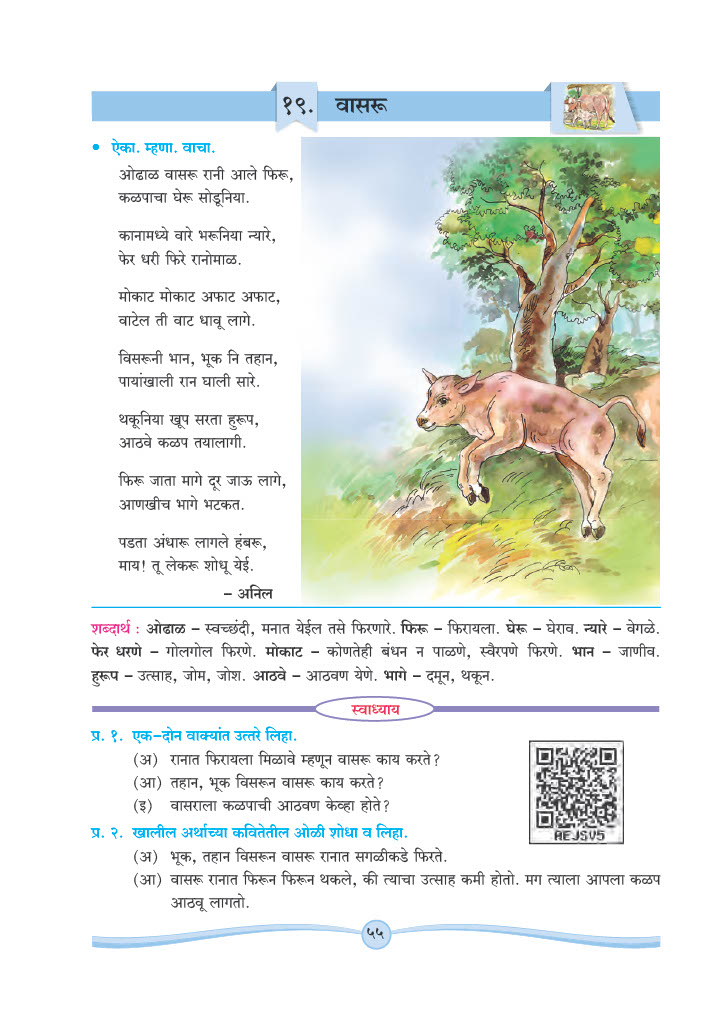 १९. वासरू
• ऐका. म्हणा. वाचा.
ओढाळ वासरू रानी आले फिरू,
कळपाचा घेरू सोडूनिया.
कानामध्ये वारे भरूनिया न्यारे,
फेर धरी फिरे रानोमाळ.
मोकाट मोकाट अफाट अफाट,
वाटेल ती वाट धावू लागे.
विसरूनी भान, भूक नि तहान,
पायांखाली रान घाली सारे.
थकूनिया खूप सरता हुरूप,
आठवे कळप तयालागी.
फिरू जाता मागे दूर जाऊ लागे,
आणखीच भागे भटकत.
पडता अंधारू लागले हंबरू,
माय! तू लेकरू शोधू येई.
– अनिल
शब्दार्थ : ओढाळ – स्वच्छंदी, मनात येईल तसे फिरणारे. फिरू – फिरायला. घेरू – घेराव. न्यारे – वेगळे.
फेर धरणे – गोलगोल फिरणे. मोकाट – कोणतेही बंधन न पाळणे, स्वैरपणे फिरणे. भान – जाणीव.
हुरूप – उत्साह, जोम, जोश. आठवे – आठवण येणे. भागे – दमून, थकून.
स्वाध्याय
प्र. १. एक-दोन वाक्यांत उत्तरे लिहा.
(अ) रानात फिरायला मिळावे म्हणून वासरू काय करते?
(आ) तहान, भूक विसरून वासरू काय करते?
(इ) वासराला कळपाची आठवण केव्हा होते?
AEJSV5
प्र. २. खालील अर्थाच्या कवितेतील ओळी शोधा व लिहा.
(अ) भूक, तहान विसरून वासरू रानात सगळीकडे फिरते.
(आ) वासरू रानात फिरून फिरून थकले, की त्याचा उत्साह कमी होतो. मग त्याला आपला कळप
आठवू लागतो.
५५